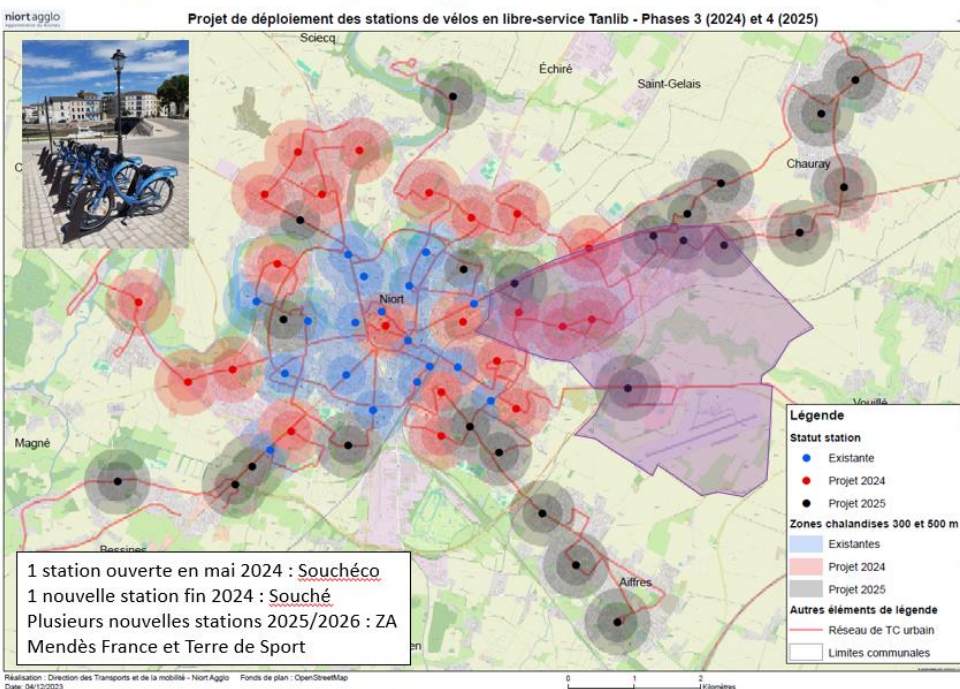 niortagglo
Agglomération du Niortais
Projet de déploiement des stations de vélos en libre-service Tanlib - Phases 3 (2024) et 4 (2025)
Sciecq
Échiré
Saint-Gelais
Chauray
Niort
Vouillé
Magné
Bessines
Aiffres
Légende
Statut station
Existante
Projet 2024
Projet 2025
Zones chalandises 300 et 500 m
Existantes
Projet 2024
Projet 2025
Autres éléments de légende
Réseau de TC urbain
Limites communales
1 station ouverte en mai 2024 : Souchéco
1 nouvelle station fin 2024 : Souché
Plusieurs nouvelles stations 2025/2026 : ZA
Mendès France et Terre de Sport
Réalisation : Direction des Transports et de la mobilité - Niort Agglo Fonds de plan : OpenStreetMap
Date: 04/12/2023
0 1 2
Kilomètres